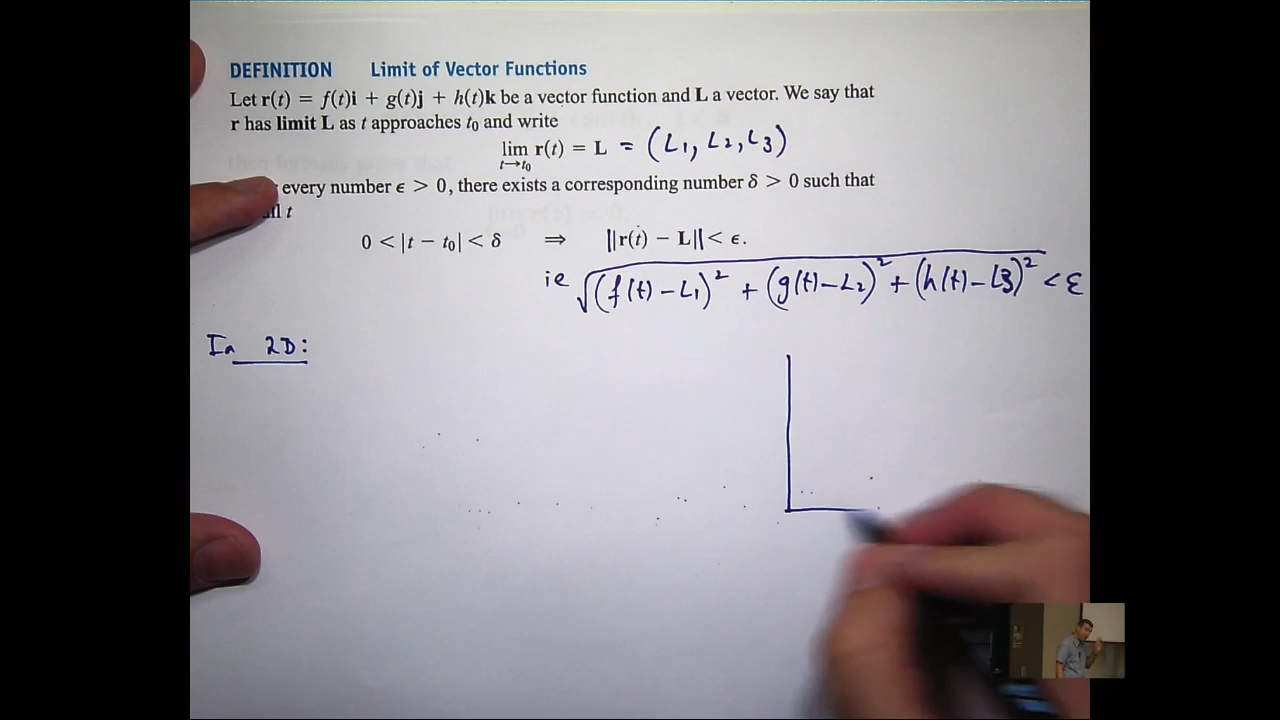 DEFINITION Limit of Vector Functions
Let r(t) = f(t)i + g(t)j + h(t)k be a vector function and L a vector. We say that
r has limit L as t approaches t₀ and write
lim r(t) = L = (L₁, L₂, L3)
t→t₀
every number ϵ > 0, there exists a corresponding number δ > 0 such that
all t
0 < |t − t₀| < δ ⇒ ||r(t) − L|| < ϵ.
ie √(f(t) − L₁)² + (g(t) − L₂)² + (h(t) − L3)² < ε
In 2D: